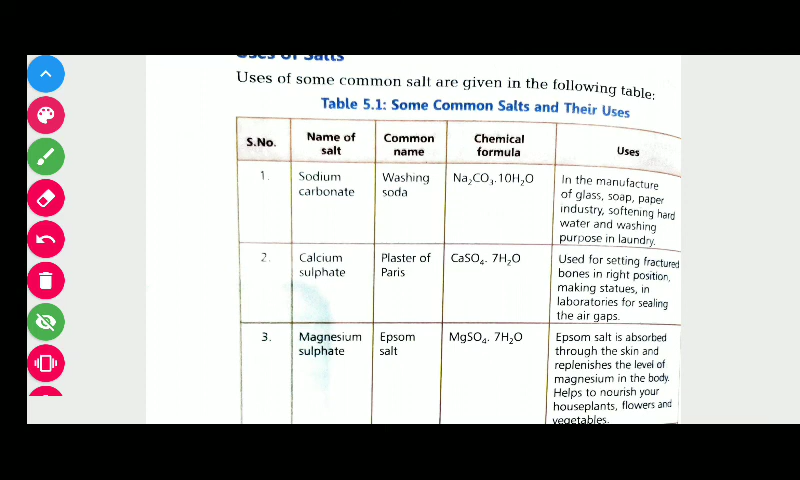 Uses of Salts
Uses of some common salt are given in the following table:
Table 5.1: Some Common Salts and Their Uses
S.No.
Name of
salt
Common
name
Chemical
formula
Uses
1.
Sodium
carbonate
Washing
soda
Na₂CO₃.10H₂O
In the manufacture
of glass, soap, paper
industry, softening hard
water and washing
purpose in laundry.
2.
Calcium
sulphate
Plaster of
Paris
CaSO₄. 7H₂O
Used for setting fractured
bones in right position,
making statues, in
laboratories for sealing
the air gaps.
3.
Magnesium
sulphate
Epsom
salt
MgSO₄. 7H₂O
Epsom salt is absorbed
through the skin and
replenishes the level of
magnesium in the body.
Helps to nourish your
houseplants, flowers and
vegetables.